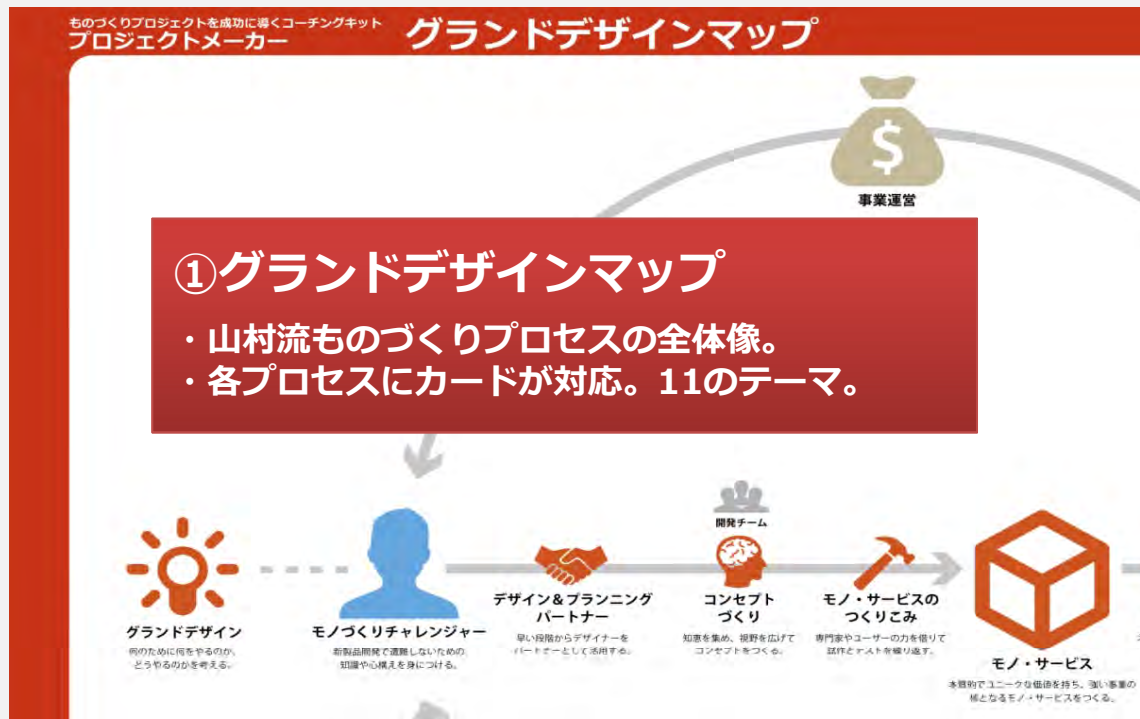 ものづくりプロジェクトを成功に導くコーチングキット
プロジェクトメーカー
グランドデザインマップ
$
事業運営
①グランドデザインマップ
・山村流ものづくりプロセスの全体像。
・各プロセスにカードが対応。11のテーマ。
グランドデザイン
何のために何をやるのか、
どうやるのかを考える。
モノづくりチャレンジャー
新製品開発で遭難しないための
知識や心構えを身につける。
デザイン＆プランニング
パートナー
早い段階からデザイナーを
パートナーとして活用する。
開発チーム
コンセプト
づくり
知恵を集め、視野を広げて
コンセプトをつくる。
モノ・サービスの
つくりこみ
専門家やユーザーの力を借りて
試作とテストを繰り返す。
モノ・サービス
本質的でユニークな価値を持ち、強い事業の
核となるモノ・サービスをつくる。